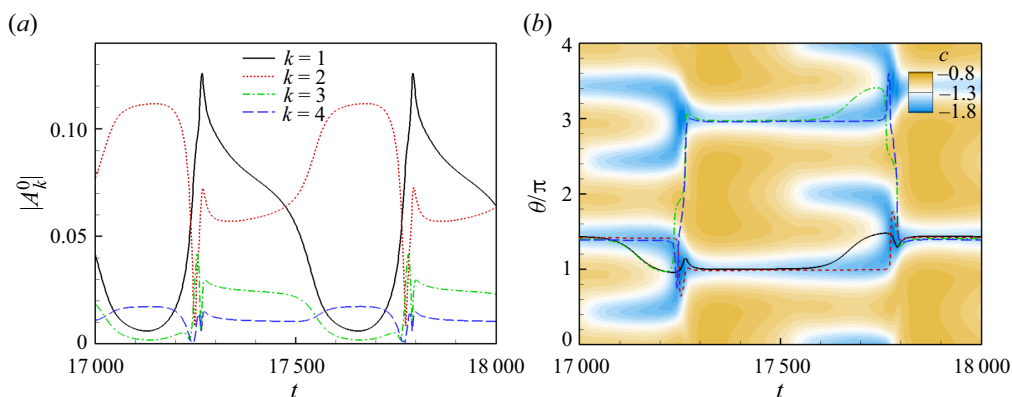 (a)
k = 1
k = 2
k = 3
k = 4
0.10
0.05
0
|A⁰ₖ|
17 000
17 500
18 000
t
(b)
c
−0.8
−1.3
−1.8
4
3
2
1
0
θ/π
17 000
17 500
18 000
t